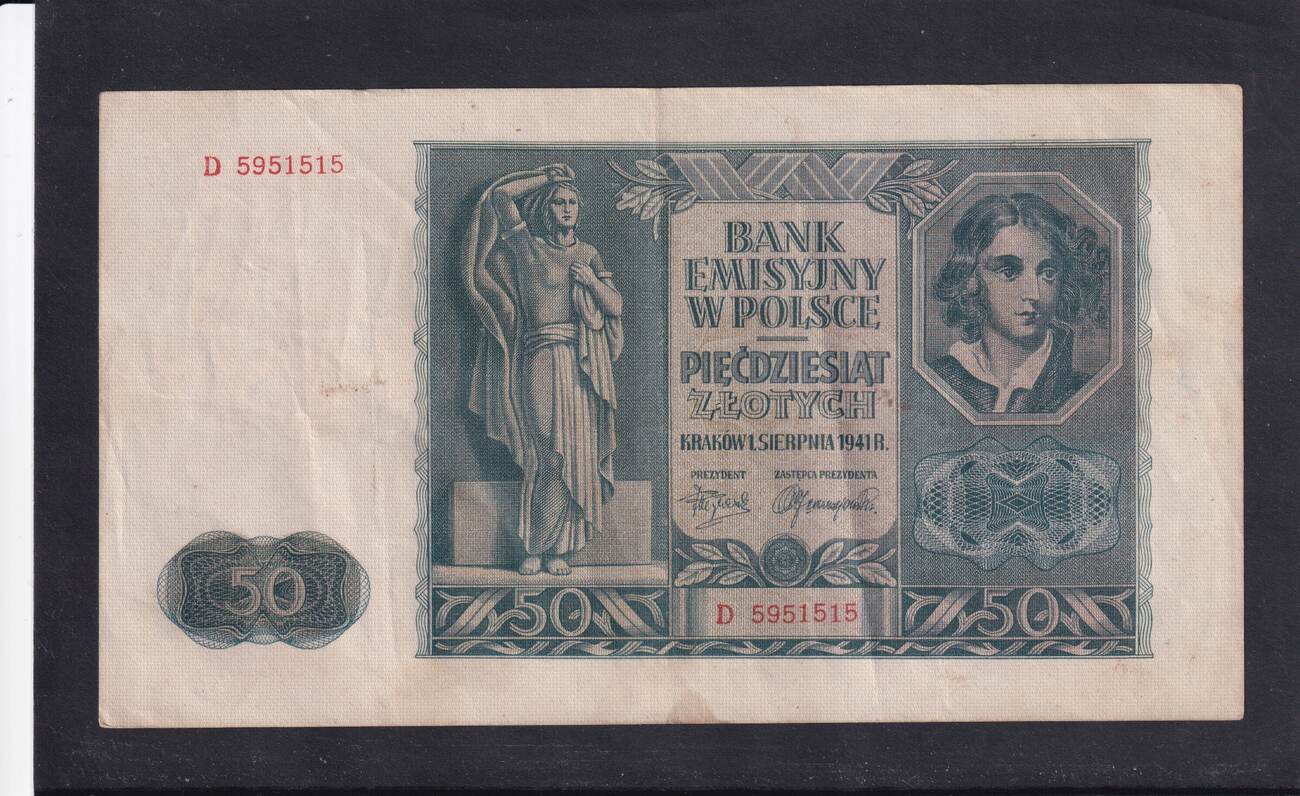 D 5951515
BANK
EMISYJNY
W POLSCE
PIĘĆDZIESIĄT
ZŁOTYCH
KRAKÓW 1. SIERPNIA 1941 R.
PREZYDENT ZASTĘPCA PREZYDENTA
50
50
D 5951515
50